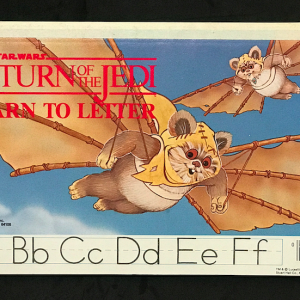 STAR WARS
RETURN OF THE JEDI
LEARN TO LETTER
Bb Cc Dd Ee Ff